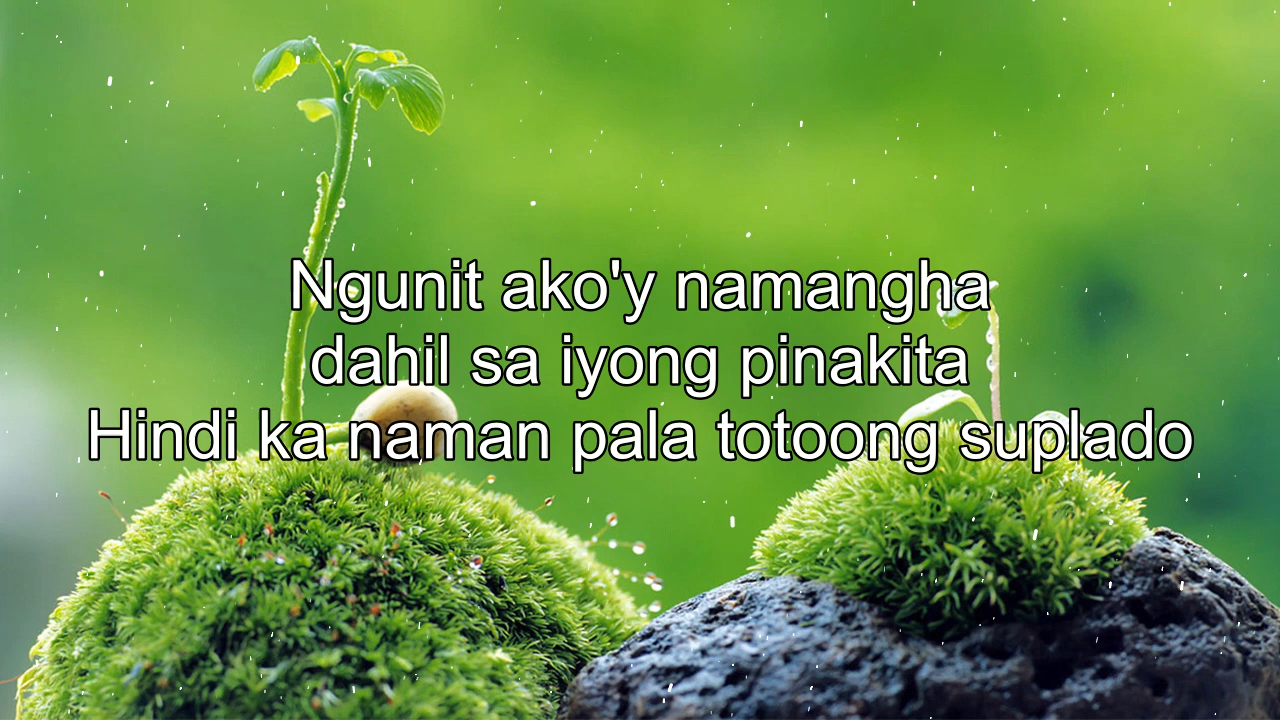 Ngunit ako'y namangha
dahil sa iyong pinakita
Hindi ka naman pala totoong suplado